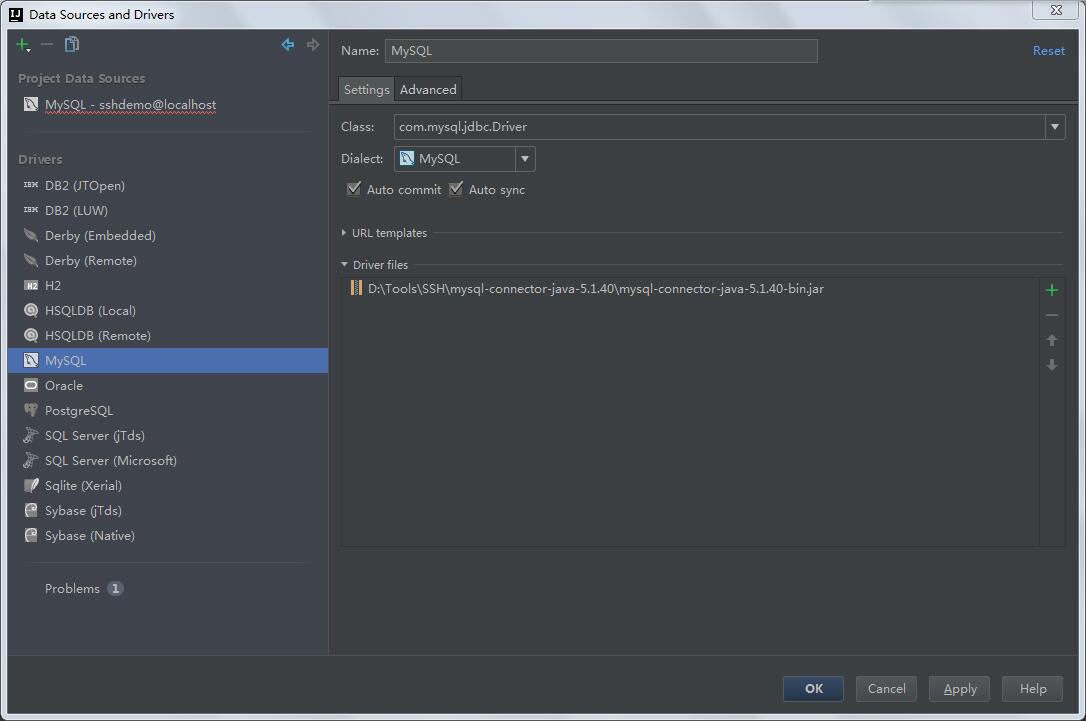 Data Sources and Drivers
Project Data Sources
MySQL - sshdemo@localhost
Drivers
IBM DB2 (JTOpen)
IBM DB2 (LUW)
Derby (Embedded)
Derby (Remote)
H2 H2
HSQLDB (Local)
HSQLDB (Remote)
MySQL
Oracle
PostgreSQL
SQL Server (jTds)
SQL Server (Microsoft)
Sqlite (Xerial)
Sybase (jTds)
Sybase (Native)
Problems 1
Name: MySQL Reset
Settings Advanced
Class: com.mysql.jdbc.Driver
Dialect: MySQL
Auto commit Auto sync
URL templates
Driver files
D:\Tools\SSH\mysql-connector-java-5.1.40\mysql-connector-java-5.1.40-bin.jar
OK Cancel Apply Help